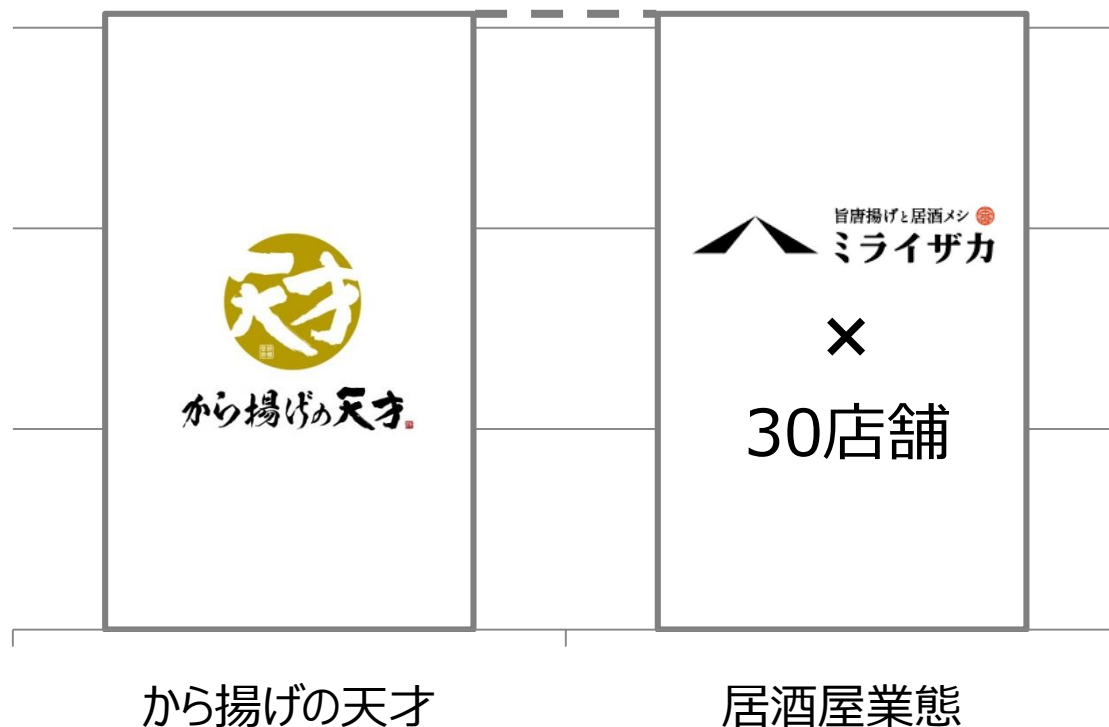 天才
から揚げの天才
旨唐揚げと居酒メシ
ミライザカ
×
30店舗
から揚げの天才
居酒屋業態